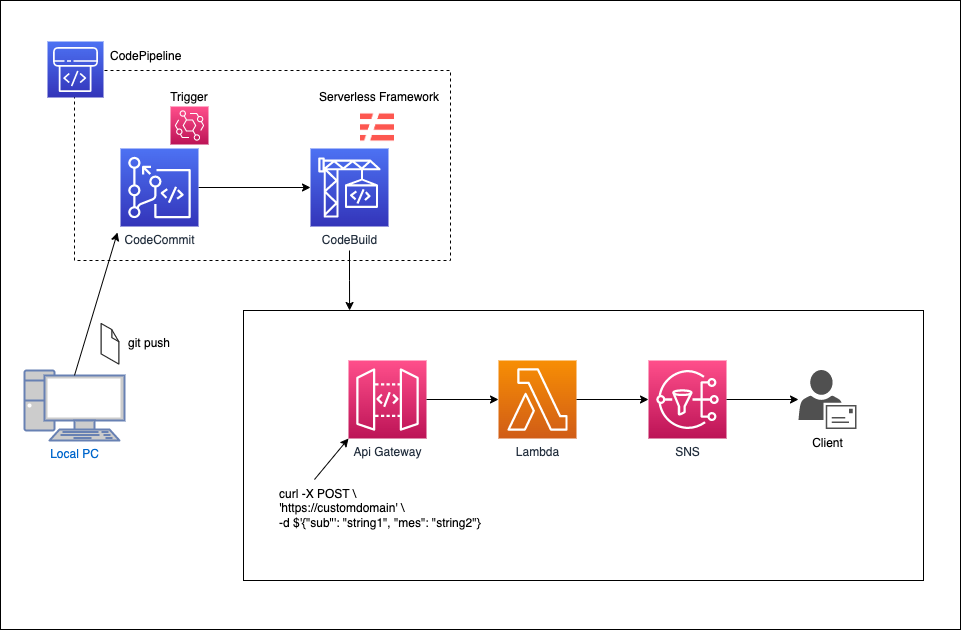 CodePipeline
Trigger
Serverless Framework
CodeCommit
CodeBuild
git push
Local PC
Api Gateway
Lambda
SNS
Client
curl -X POST \
'https://customdomain' \
-d $'{"sub"': "string1", "mes": "string2"}